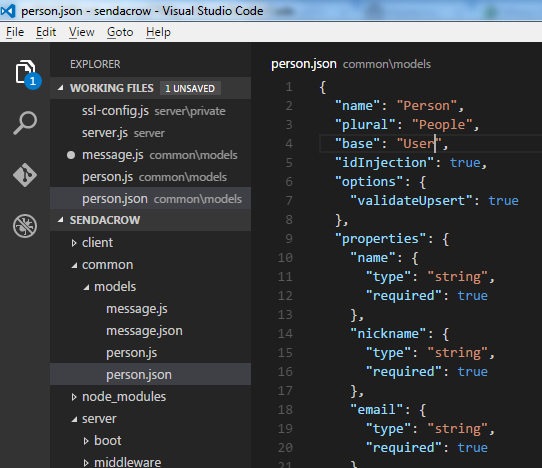 person.json - sendacrow - Visual Studio Code
File Edit View Goto Help
EXPLORER
WORKING FILES 1 UNSAVED
ssl-config.js server\private
server.js server
message.js common\models
person.js common\models
person.json common\models
SENDACROW
client
common
models
message.js
message.json
person.js
person.json
node_modules
server
boot
middleware
1
person.json common\models
1 {
2 "name": "Person",
3 "plural": "People",
4 "base": "User",
5 "idInjection": true,
6 "options": {
7 "validateUpsert": true
8 },
9 "properties": {
10 "name": {
11 "type": "string",
12 "required": true
13 },
14 "nickname": {
15 "type": "string",
16 "required": true
17 },
18 "email": {
19 "type": "string",
20 "required": true
21 },